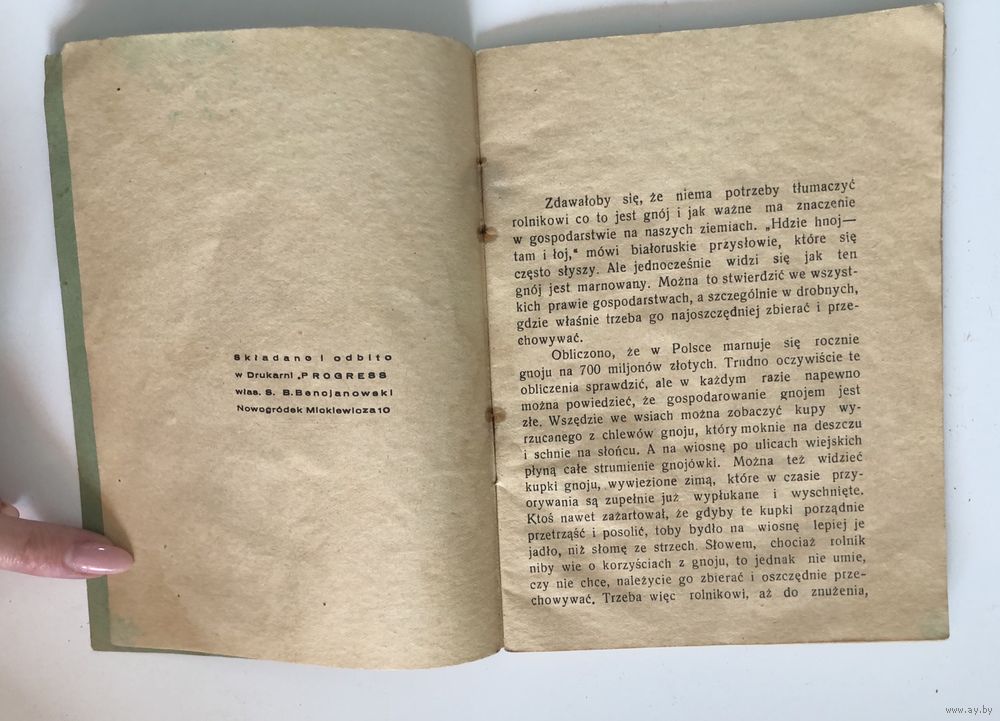 Składano i odbito
w Drukarni „PROGRESS
włas. S. B. Benojanowski
Nowogródek Mickiewicza 10
Zdawałoby się, że niema potrzeby tłumaczyć
rolnikowi co to jest gnój i jak ważne ma znaczenie
w gospodarstwie na naszych ziemiach. „Hdzie hnoj—
tam i łoj,“ mówi białoruskie przysłowie, które się
często słyszy. Ale jednocześnie widzi się jak ten
gnój jest marnowany. Można to stwierdzić we wszyst-
kich prawie gospodarstwach, a szczególnie w drobnych,
gdzie właśnie trzeba go najoszczędniej zbierać i prze-
chowywać.
Obliczono, że w Polsce marnuje się rocznie
gnoju na 700 miljonów złotych. Trudno oczywiście te
obliczenia sprawdzić, ale w każdym razie napewno
można powiedzieć, że gospodarowanie gnojem jest
złe. Wszędzie we wsiach można zobaczyć kupy wy-
rzucanego z chlewów gnoju, który moknie na deszczu
i schnie na słońcu. A na wiosnę po ulicach wiejskich
płyną całe strumienie gnojówki. Można też widzieć
kupki gnoju, wywiezione zimą, które w czasie przy-
orywania są zupełnie już wypłukane i wyschnięte.
Ktoś nawet zażartował, że gdyby te kupki porządnie
przetrząść i posolić, toby bydło na wiosnę lepiej je
jadło, niż słomę ze strzech. Słowem, chociaż rolnik
niby wie o korzyściach z gnoju, to jednak nie umie,
czy nie chce, należycie go zbierać i oszczędnie prze-
chowywać. Trzeba więc rolnikowi, aż do znużenia,
www.ay.by